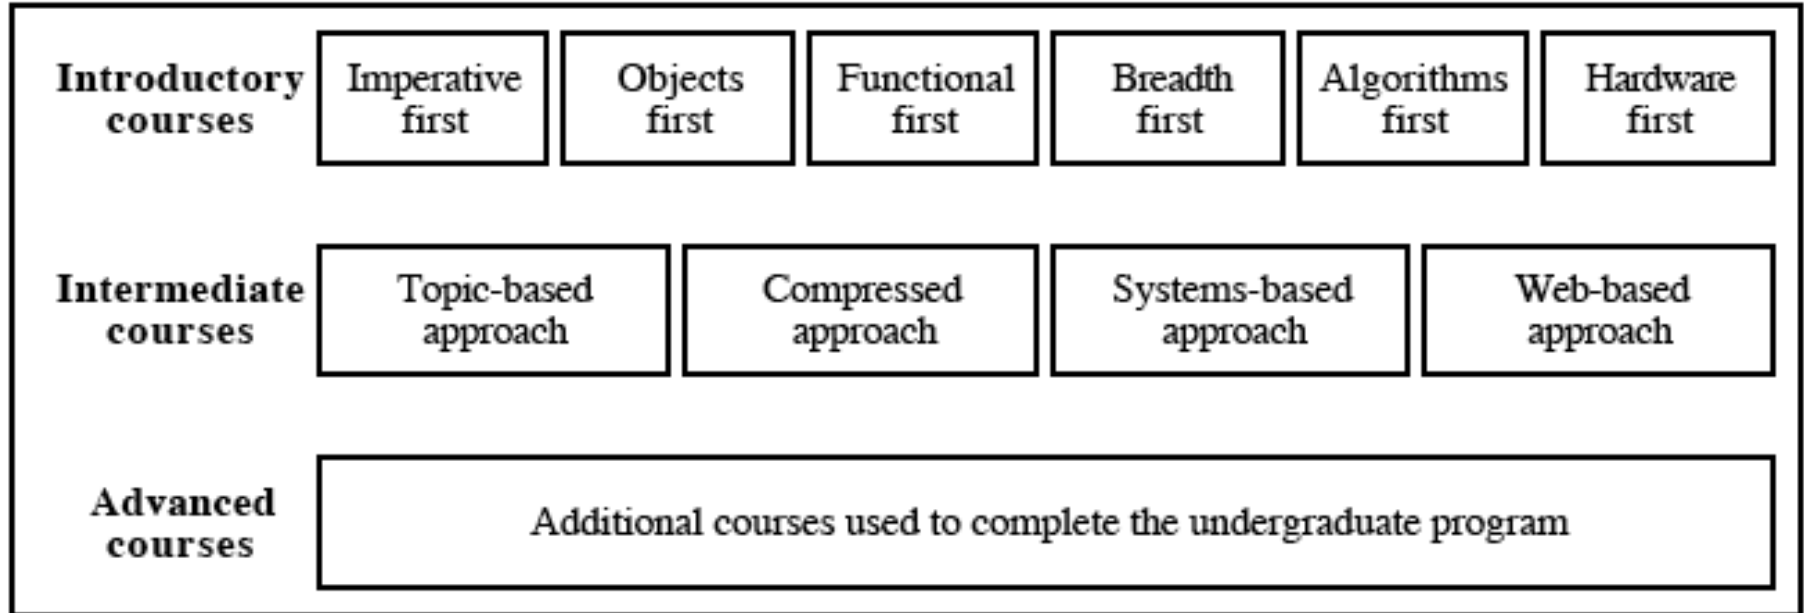 Introductory
courses
Imperative
first
Objects
first
Functional
first
Breadth
first
Algorithms
first
Hardware
first
Intermediate
courses
Topic-based
approach
Compressed
approach
Systems-based
approach
Web-based
approach
Advanced
courses
Additional courses used to complete the undergraduate program